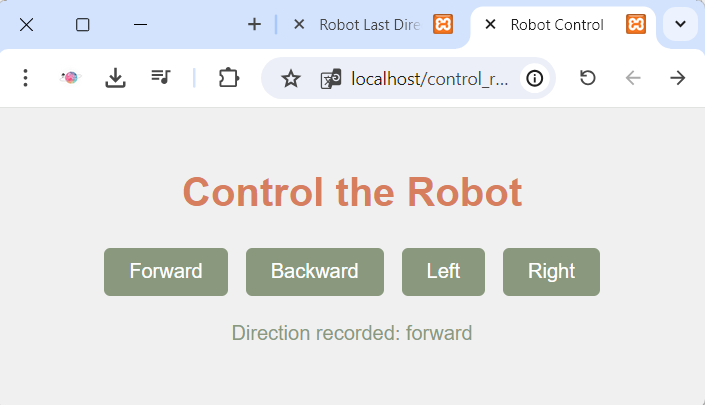 Robot Last Dire
Robot Control
localhost/control_r...
Control the Robot
Forward Backward Left Right
Direction recorded: forward